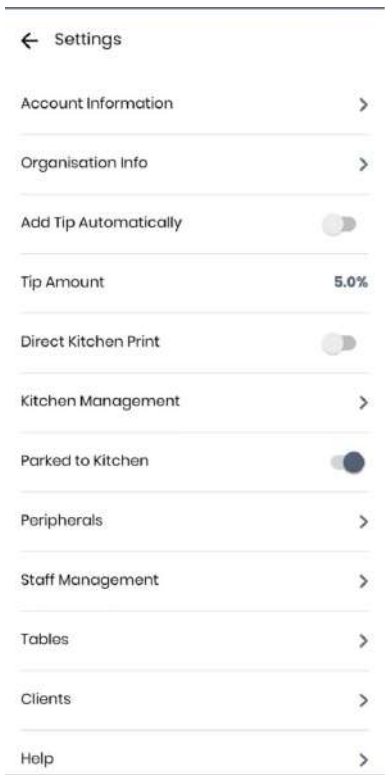 Settings
Account Information
Organisation Info
Add Tip Automatically
Tip Amount 5.0%
Direct Kitchen Print
Kitchen Management
Parked to Kitchen
Peripherals
Staff Management
Tables
Clients
Help